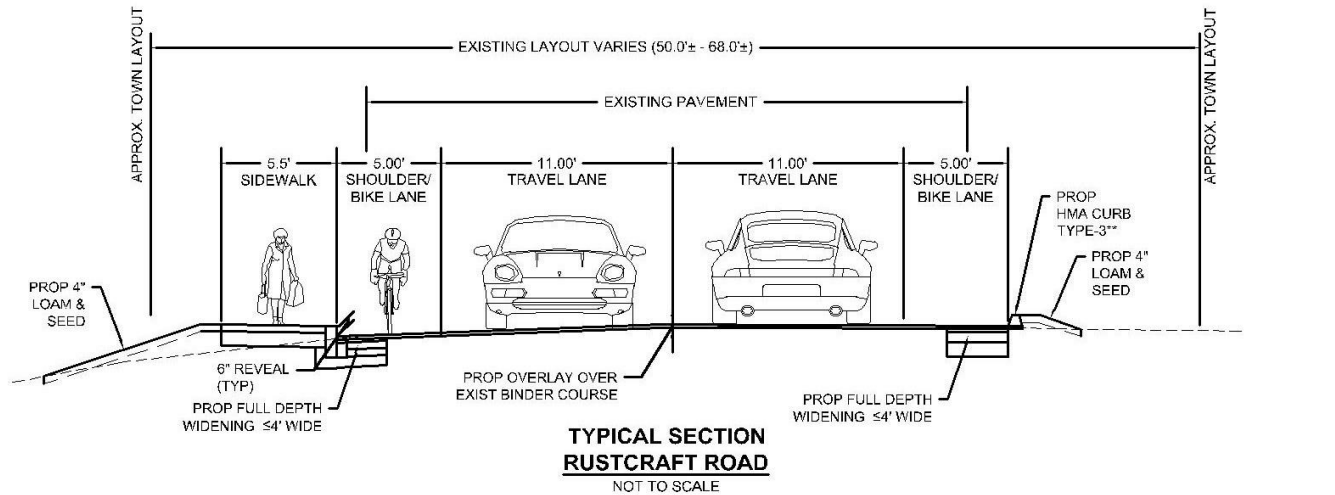 APPROX. TOWN LAYOUT
EXISTING LAYOUT VARIES (50.0'± - 68.0'±)
APPROX. TOWN LAYOUT
EXISTING PAVEMENT
5.5'
SIDEWALK
5.00'
SHOULDER/
BIKE LANE
11.00'
TRAVEL LANE
11.00'
TRAVEL LANE
5.00'
SHOULDER/
BIKE LANE
PROP
HMA CURB
TYPE-3**
PROP 4"
LOAM &
SEED
PROP 4"
LOAM &
SEED
6" REVEAL
(TYP)
PROP FULL DEPTH
WIDENING ≤4' WIDE
PROP OVERLAY OVER
EXIST BINDER COURSE
PROP FULL DEPTH
WIDENING ≤4' WIDE
TYPICAL SECTION
RUSTCRAFT ROAD
NOT TO SCALE